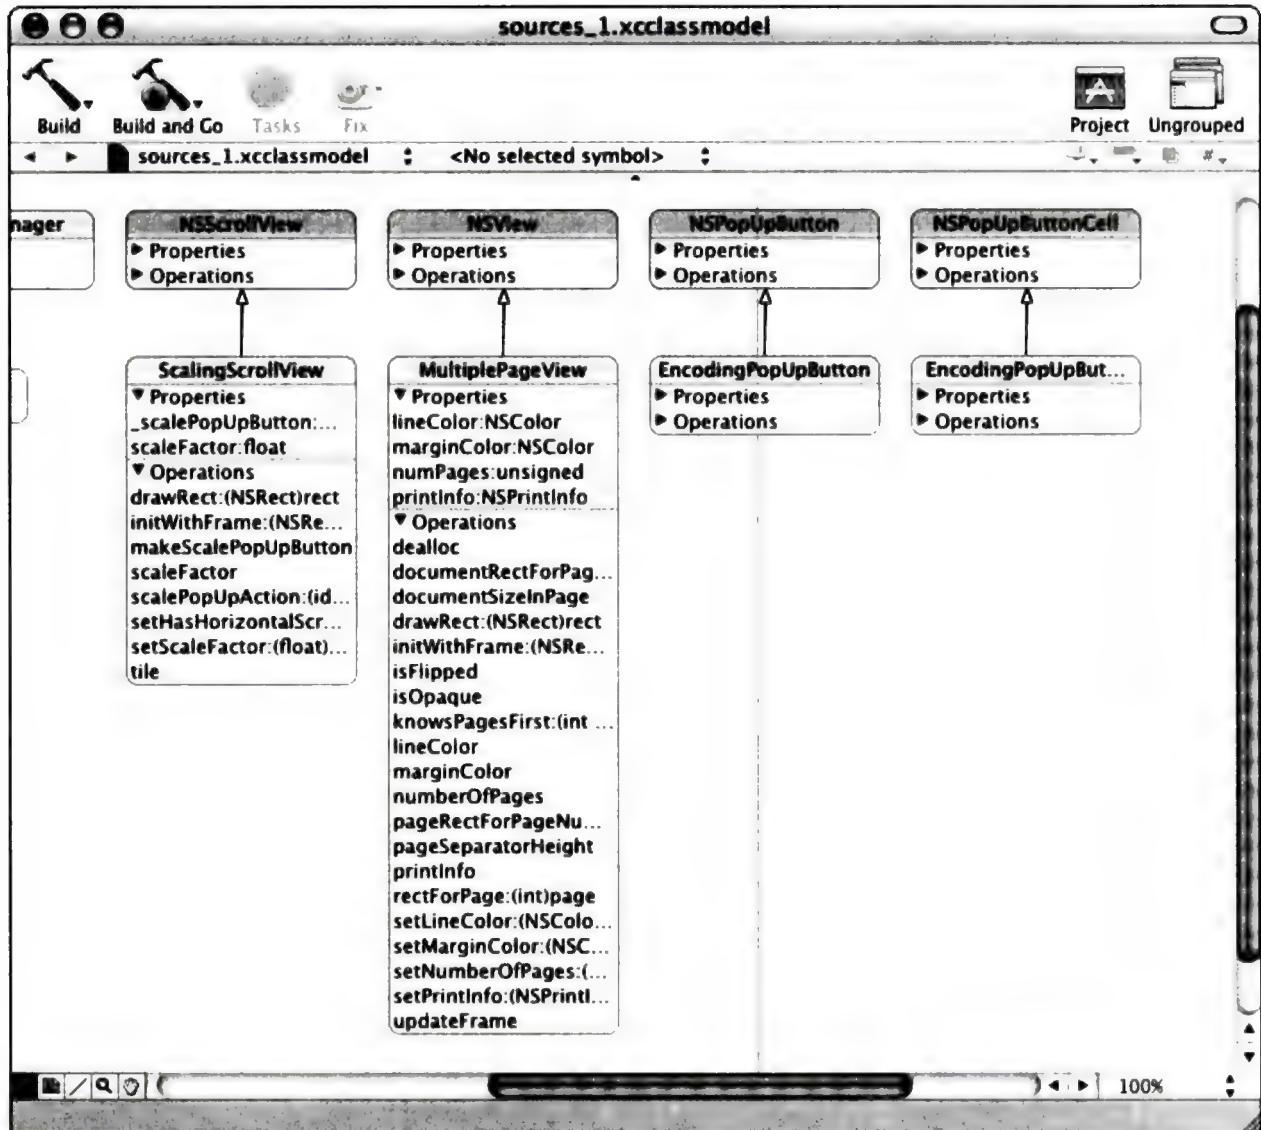 sources_1.xcclassmodel
Build
Build and Go
Tasks
Fix
Project
Ungrouped
sources_1.xcclassmodel
<No selected symbol>
nager
NSScrollView
Properties
Operations
ScalingScrollView
Properties
_scalePopUpButton:...
scaleFactor:float
Operations
drawRect:(NSRect)rect
initWithFrame:(NSRe...
makeScalePopUpButton
scaleFactor
scalePopUpAction:(id...
setHasHorizontalScr...
setScaleFactor:(float)...
tile
NSView
Properties
Operations
MultiplePageView
Properties
lineColor:NSColor
marginColor:NSColor
numPages:unsigned
printInfo:NSPrintInfo
Operations
dealloc
documentRectForPag...
documentSizeInPage
drawRect:(NSRect)rect
initWithFrame:(NSRe...
isFlipped
isOpaque
knowsPagesFirst:(int ...
lineColor
marginColor
numberOfPages
pageRectForPageNu...
pageSeparatorHeight
printInfo
rectForPage:(int)page
setLineColor:(NSColo...
setMarginColor:(NSC...
setNumberOfPages:(...
setPrintInfo:(NSPrintI...
updateFrame
NSPopUpButton
Properties
Operations
EncodingPopUpButton
Properties
Operations
NSPopUpButtonCell
Properties
Operations
EncodingPopUpBut...
Properties
Operations
100%